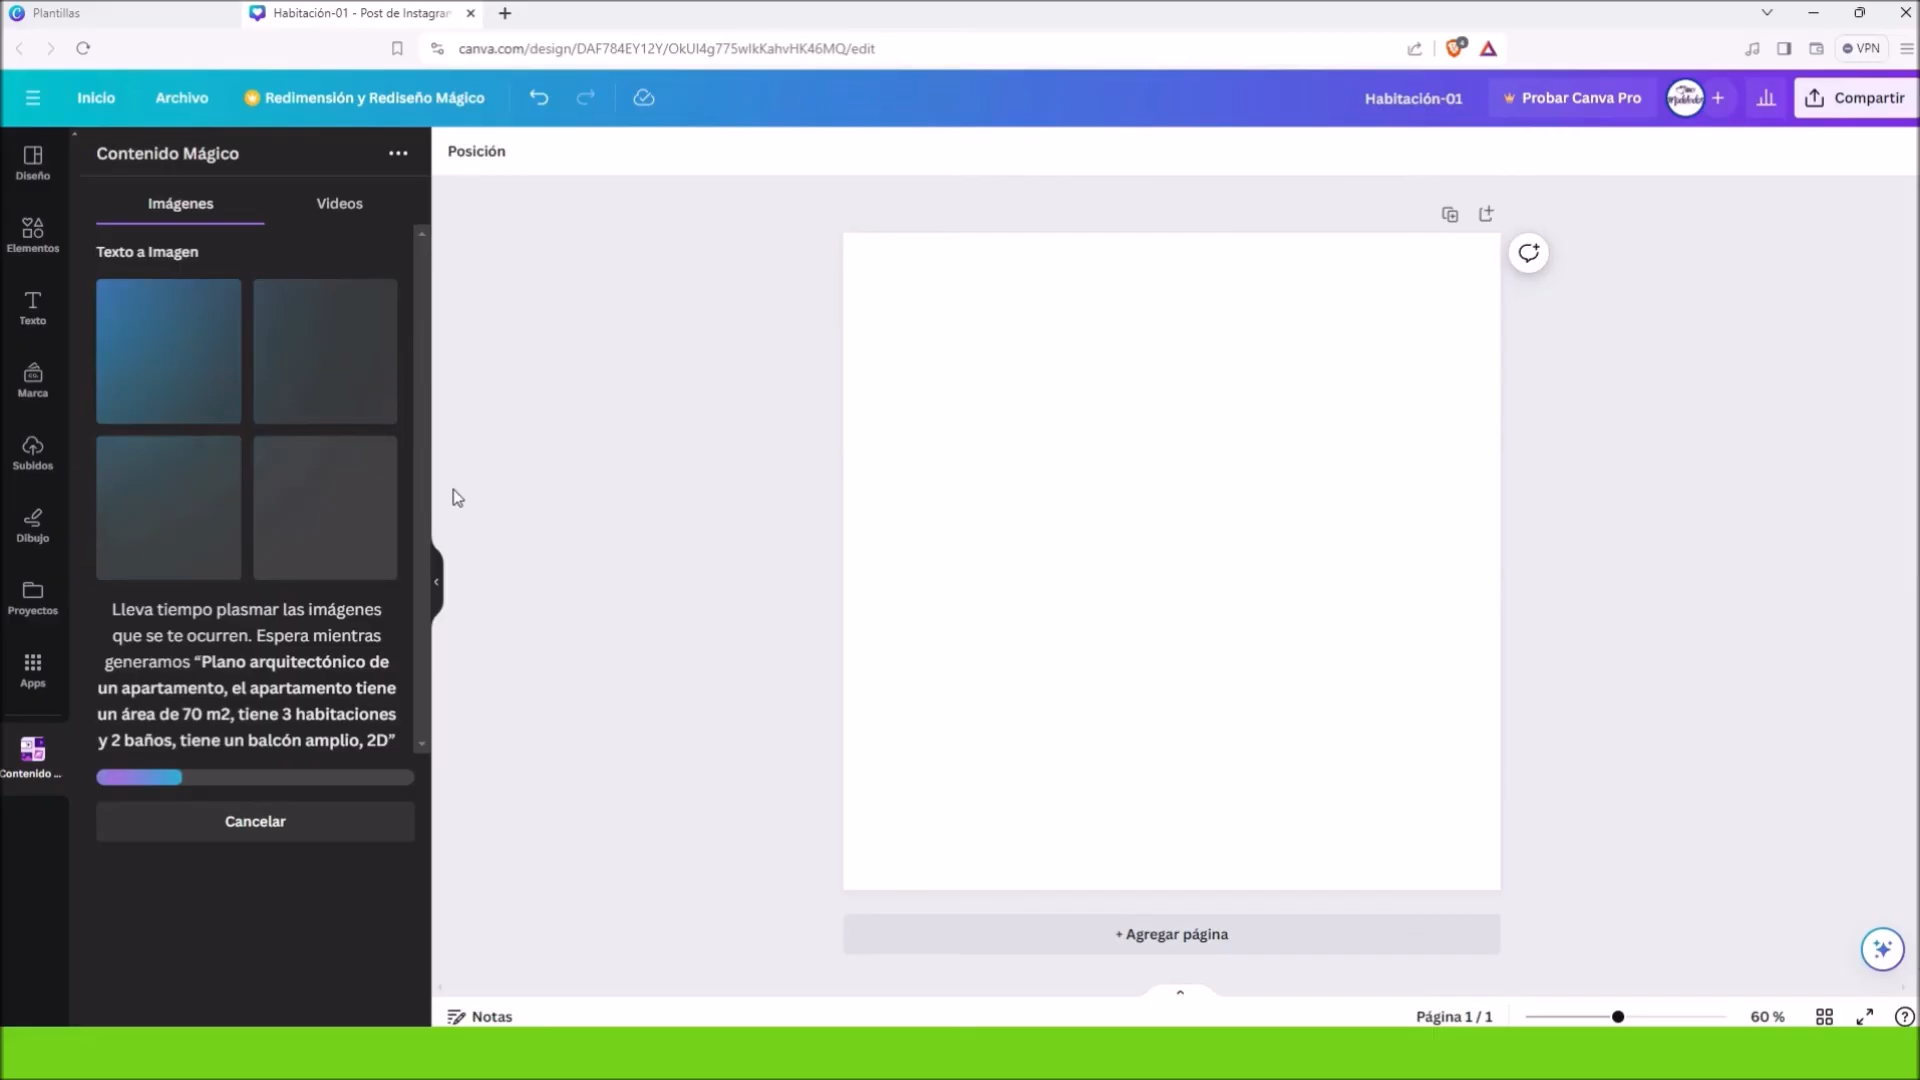 Plantillas
Habitación-01 - Post de Instagram
canva.com/design/DAF784EY12Y/OkUI4g775wIkKahvHK46MQ/edit
4
VPN
Inicio
Archivo
Redimensión y Rediseño Mágico
Habitación-01
Probar Canva Pro
Compartir
Diseño
Elementos
Texto
Marca
Subidos
Dibujo
Proyectos
Apps
Contenido ...
Contenido Mágico
Imágenes
Videos
Texto a Imagen
Lleva tiempo plasmar las imágenes
que se te ocurren. Espera mientras
generamos “Plano arquitectónico de
un apartamento, el apartamento tiene
un área de 70 m2, tiene 3 habitaciones
y 2 baños, tiene un balcón amplio, 2D”
Cancelar
Posición
+ Agregar página
Notas
Página 1 / 1
60 %